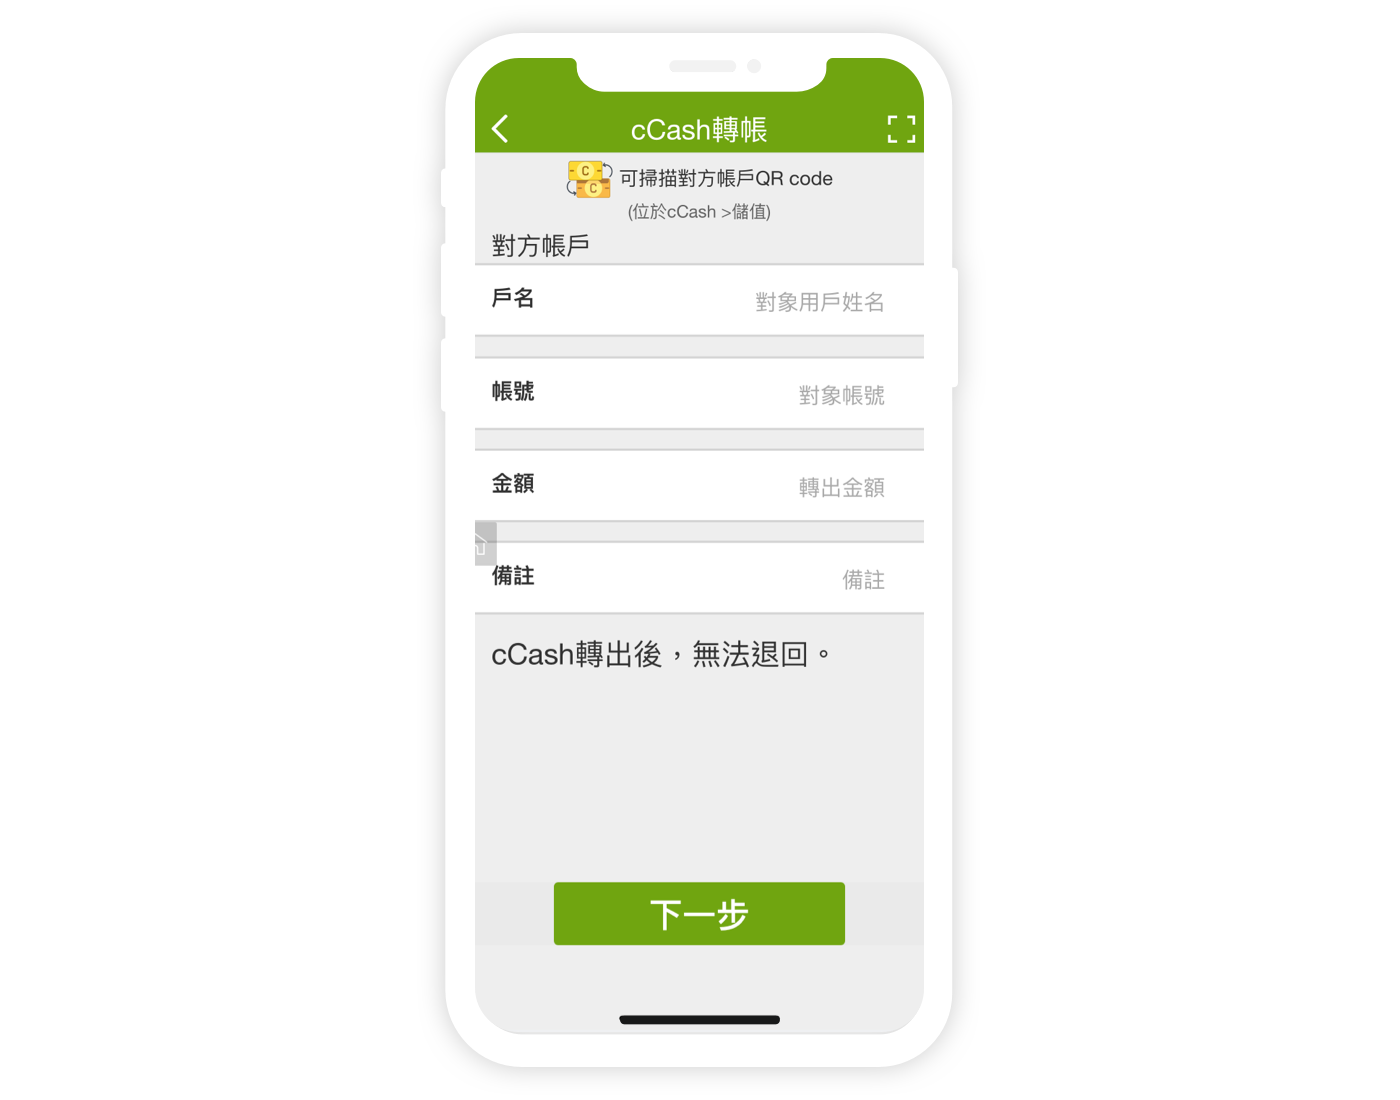 cCash轉帳
可掃描對方帳戶QR code
(位於cCash >儲值)
對方帳戶
戶名 對象用戶姓名
帳號 對象帳號
金額 轉出金額
備註 備註
cCash轉出後，無法退回。
下一步